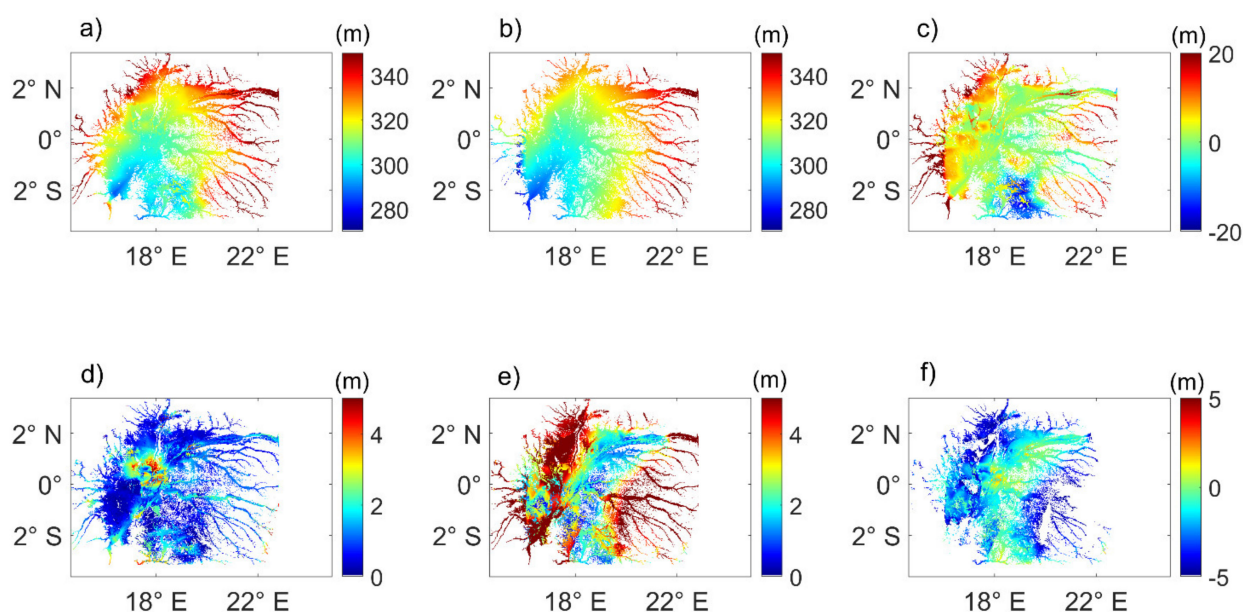 a) (m) b) (m) c) (m)
2° N 340 2° N 340 2° N 20
0° 320 0° 320 0° 10
2° S 300 2° S 300 2° S 0
280 280 -10
-20
18° E 22° E 18° E 22° E 18° E 22° E
d) (m) e) (m) f) (m)
2° N 4 2° N 4 2° N 5
0° 2 0° 2 0° 0
2° S 0 2° S 0 2° S -5
18° E 22° E 18° E 22° E 18° E 22° E